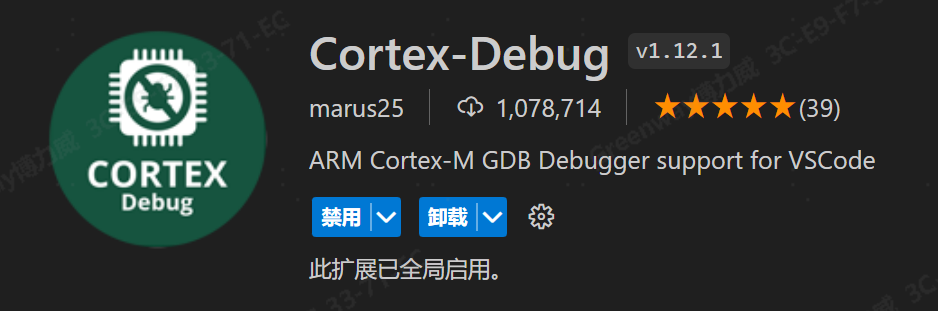 Cortex-Debug v1.12.1
CORTEX
Debug
marus25 1,078,714 ★★★★★(39)
ARM Cortex-M GDB Debugger support for VSCode
禁用 卸载
此扩展已全局启用。